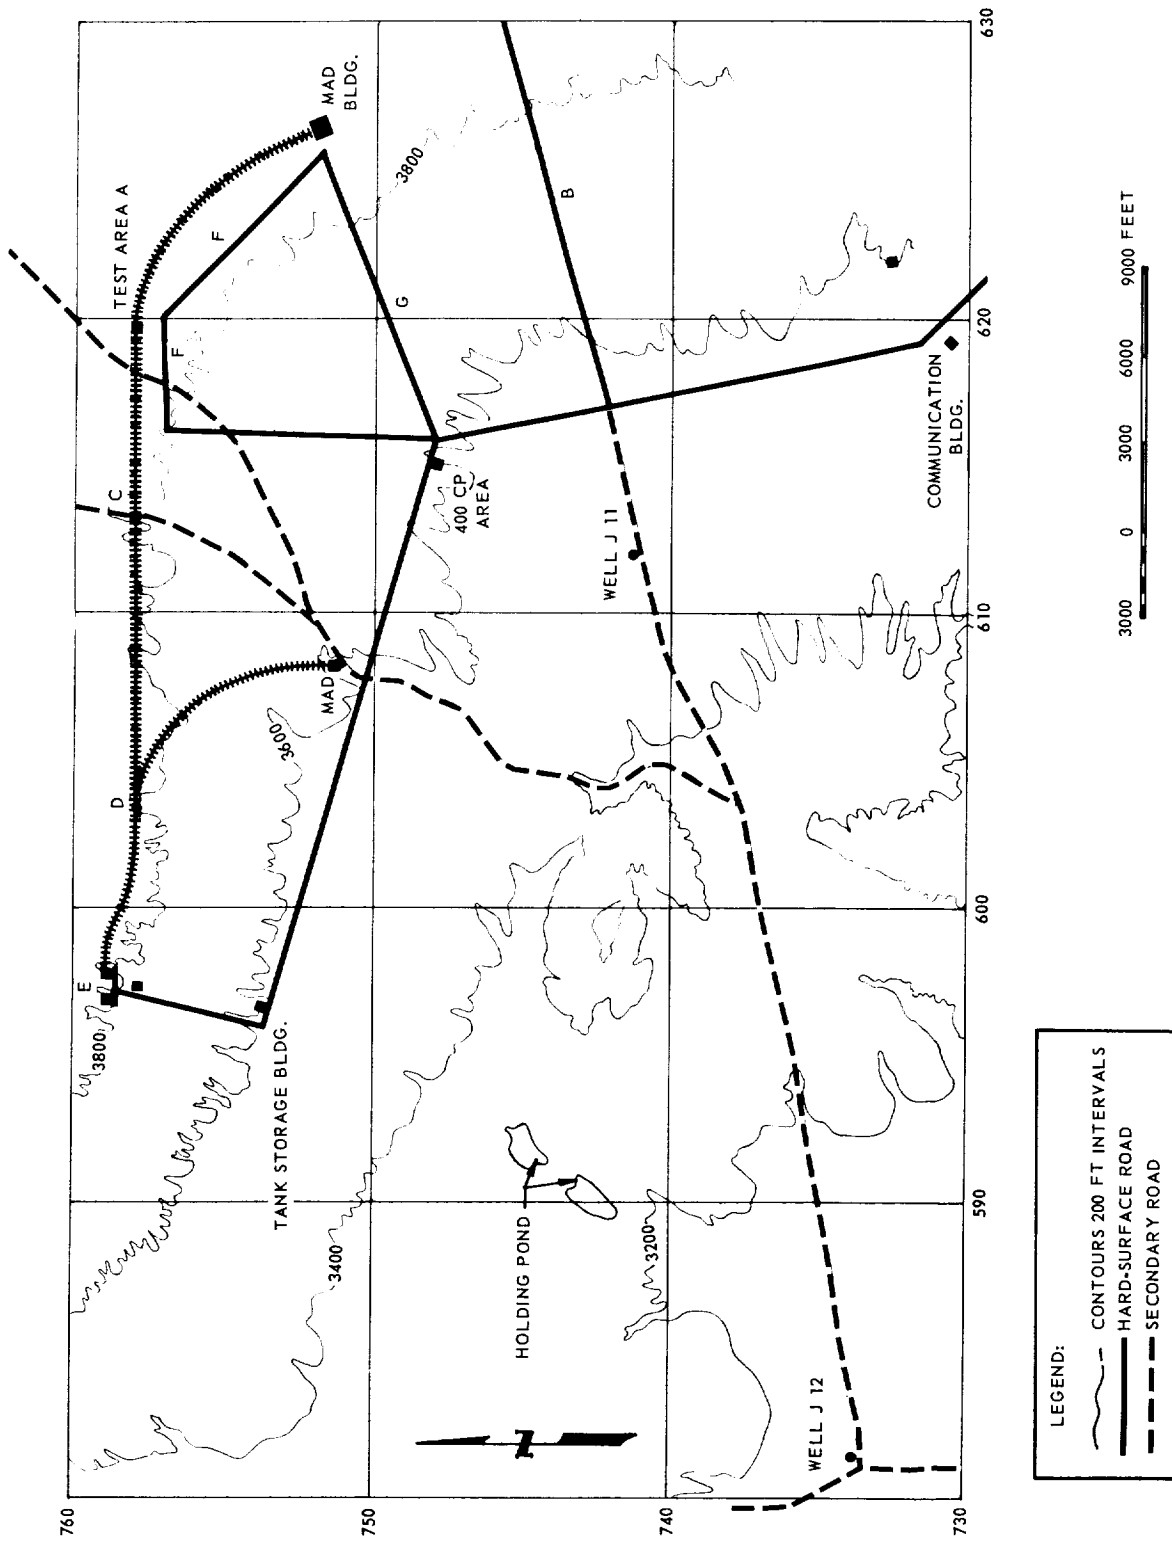 760
750
740
730
630
620
610
600
590
TEST AREA A
MAD
BLDG.
F
F
G
B
C
D
E
3800
3800
3600
3400
3200
MAD
400 CP
AREA
WELL J 11
COMMUNICATION
BLDG.
TANK STORAGE BLDG.
HOLDING POND
N
WELL J 12
3000 0 3000 6000 9000 FEET
LEGEND:
CONTOURS 200 FT INTERVALS
HARD-SURFACE ROAD
SECONDARY ROAD